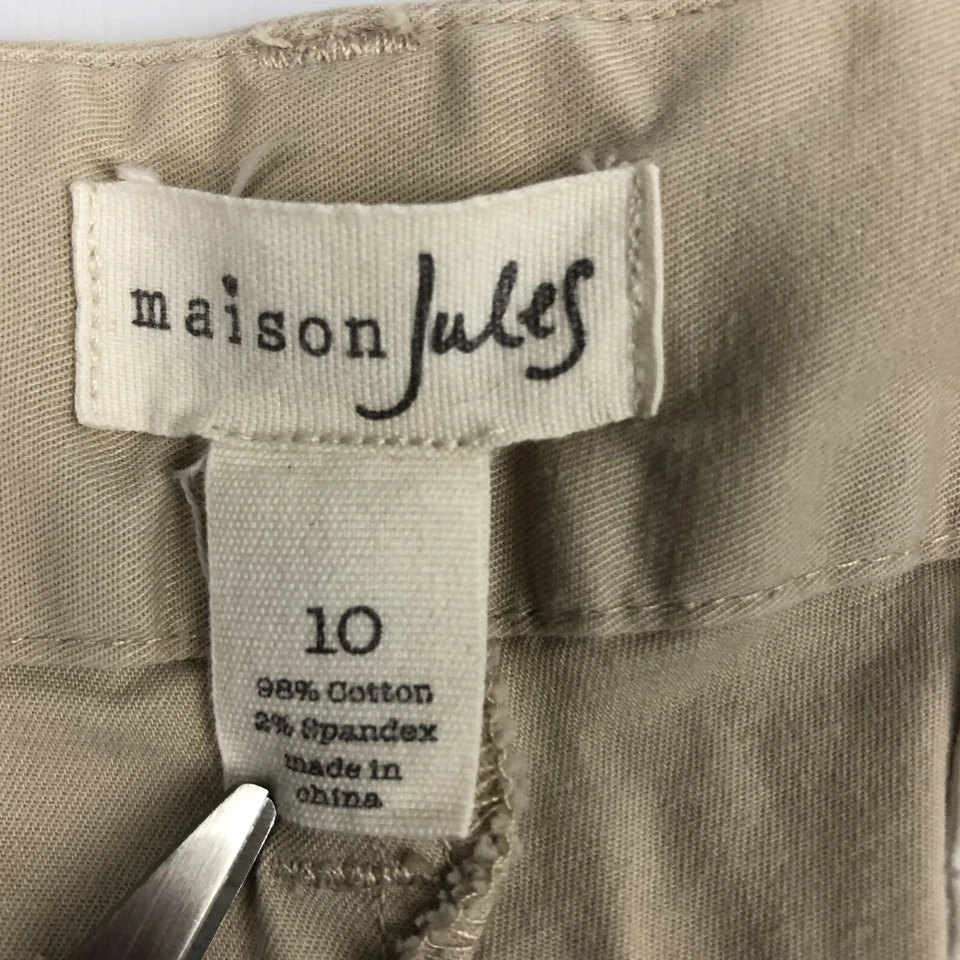 maison Jules
10
98% Cotton
2% Spandex
made in
china